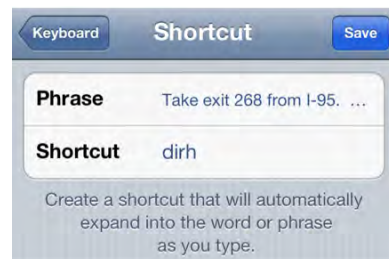 Keyboard Shortcut Save
Phrase Take exit 268 from I-95. ...
Shortcut dirh
Create a shortcut that will automatically
expand into the word or phrase
as you type.